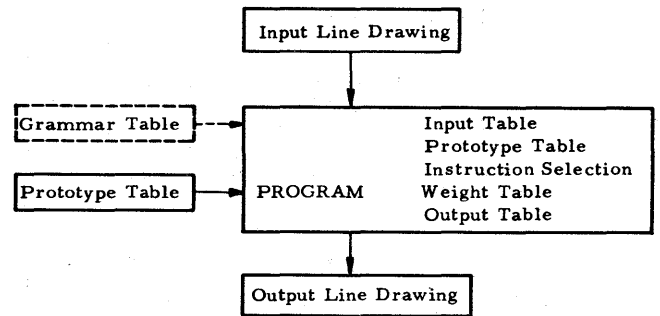 Input Line Drawing
Grammar Table
Input Table
Prototype Table
Instruction Selection
Prototype Table
PROGRAM Weight Table
Output Table
Output Line Drawing